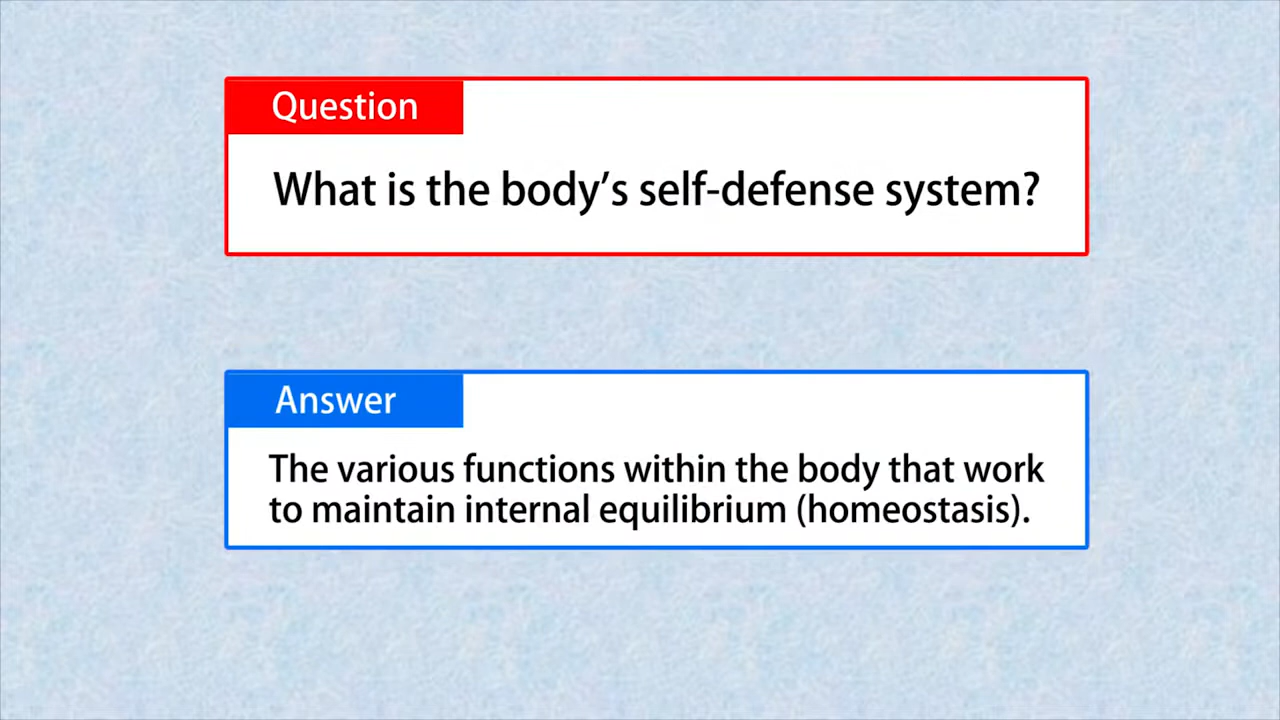 Question
What is the body’s self-defense system?
Answer
The various functions within the body that work
to maintain internal equilibrium (homeostasis).